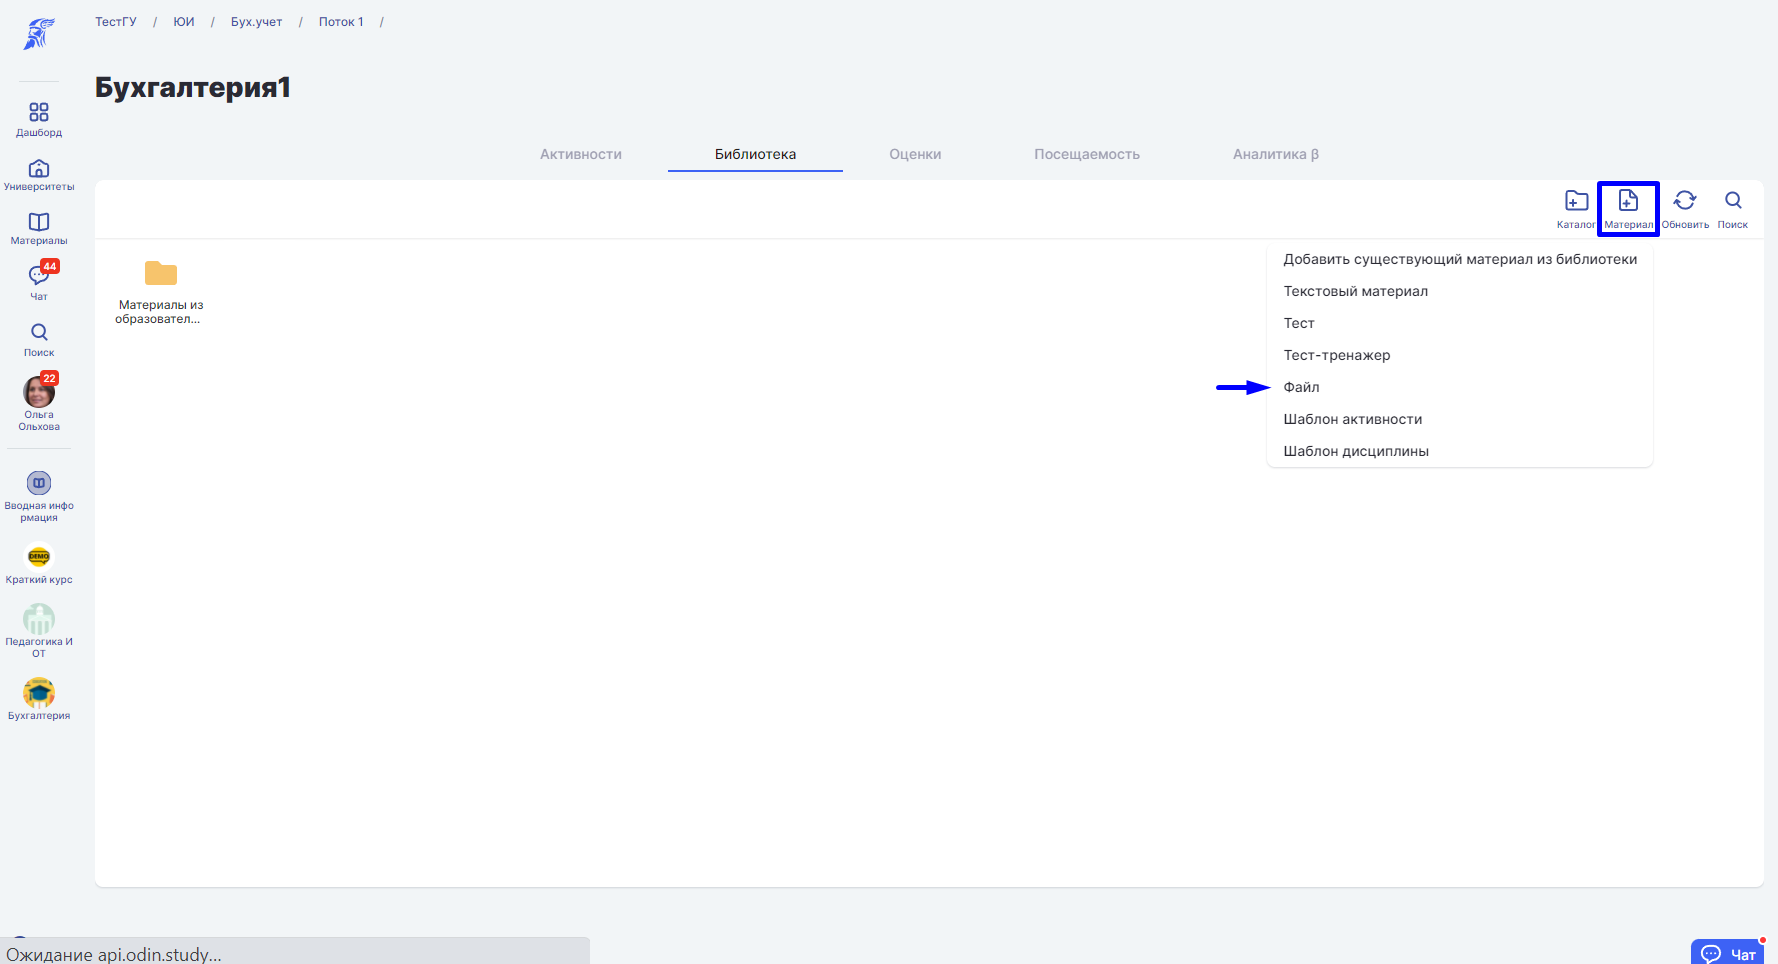 ТестГУ / ЮИ / Бух.учет / Поток 1 /
Бухгалтерия1
Дашборд
Университеты
Материалы
44
Чат
Поиск
22
Ольга
Ольхова
Вводная инфо
рмация
DEMO
Краткий курс
Педагогика И
ОТ
Бухгалтерия
Активности Библиотека Оценки Посещаемость Аналитика β
Каталог Материал Обновить Поиск
Материалы из
образовател...
Добавить существующий материал из библиотеки
Текстовый материал
Тест
Тест-тренажер
Файл
Шаблон активности
Шаблон дисциплины
Ожидание api.odin.study...
Чат